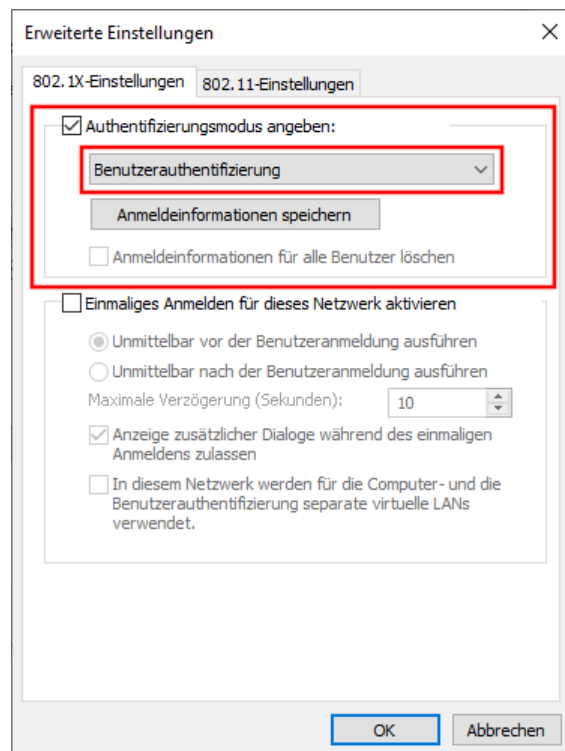 Erweiterte Einstellungen
802.1X-Einstellungen 802.11-Einstellungen
Authentifizierungsmodus angeben:
Benutzerauthentifizierung
Anmeldeinformationen speichern
Anmeldeinformationen für alle Benutzer löschen
Einmaliges Anmelden für dieses Netzwerk aktivieren
Unmittelbar vor der Benutzeranmeldung ausführen
Unmittelbar nach der Benutzeranmeldung ausführen
Maximale Verzögerung (Sekunden): 10
Anzeige zusätzlicher Dialoge während des einmaligen
Anmeldens zulassen
In diesem Netzwerk werden für die Computer- und die
Benutzerauthentifizierung separate virtuelle LANs
verwendet.
OK Abbrechen